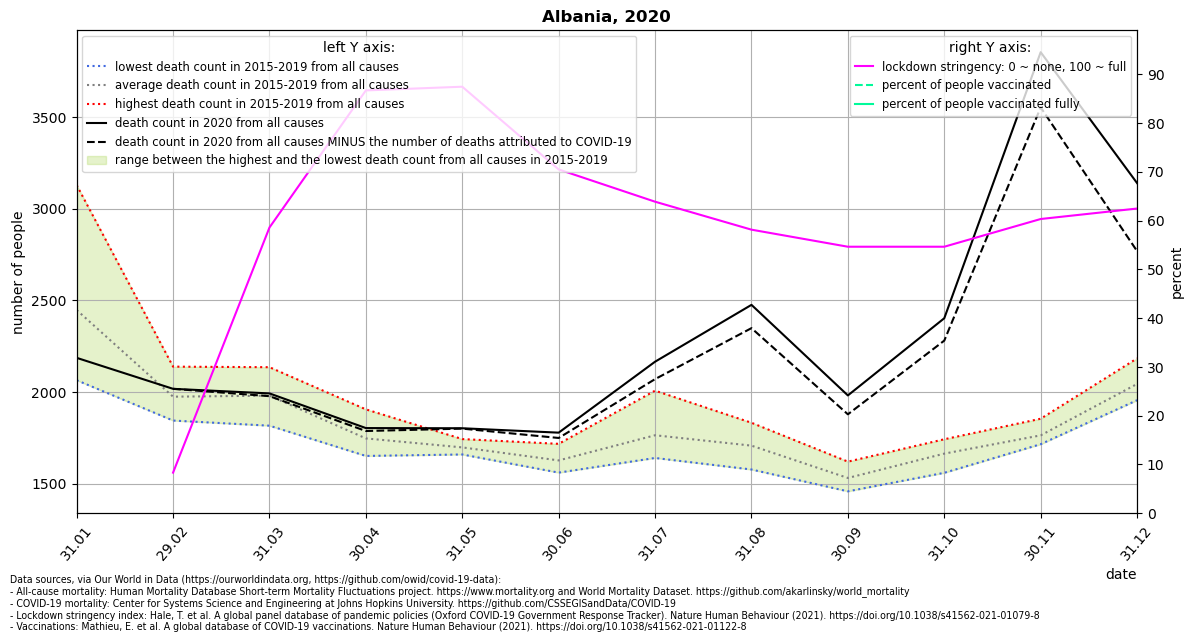 Albania, 2020
left Y axis:
lowest death count in 2015-2019 from all causes
average death count in 2015-2019 from all causes
highest death count in 2015-2019 from all causes
death count in 2020 from all causes
death count in 2020 from all causes MINUS the number of deaths attributed to COVID-19
range between the highest and the lowest death count from all causes in 2015-2019
right Y axis:
lockdown stringency: 0 ~ none, 100 ~ full
percent of people vaccinated
percent of people vaccinated fully
number of people
3500
3000
2500
2000
1500
percent
90
80
70
60
50
40
30
20
10
0
31.01
29.02
31.03
30.04
31.05
30.06
31.07
31.08
30.09
31.10
30.11
31.12
date
Data sources, via Our World in Data (https://ourworldindata.org, https://github.com/owid/covid-19-data):
- All-cause mortality: Human Mortality Database Short-term Mortality Fluctuations project. https://www.mortality.org and World Mortality Dataset. https://github.com/akarlinsky/world_mortality
- COVID-19 mortality: Center for Systems Science and Engineering at Johns Hopkins University. https://github.com/CSSEGISandData/COVID-19
- Lockdown stringency index: Hale, T. et al. A global panel database of pandemic policies (Oxford COVID-19 Government Response Tracker). Nature Human Behaviour (2021). https://doi.org/10.1038/s41562-021-01079-8
- Vaccinations: Mathieu, E. et al. A global database of COVID-19 vaccinations. Nature Human Behaviour (2021). https://doi.org/10.1038/s41562-021-01122-8